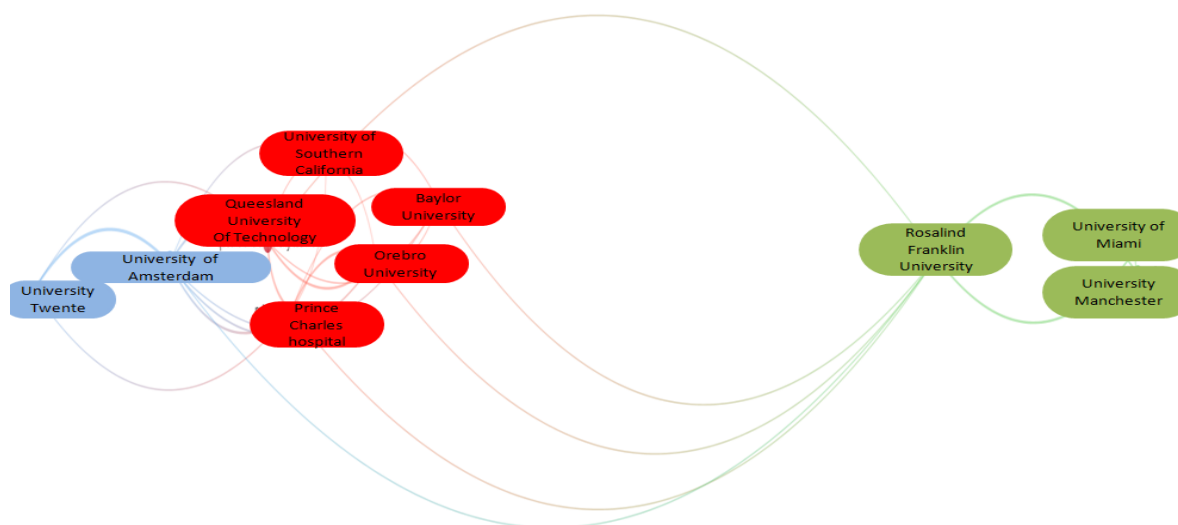 University of
Southern
California
Queesland
University
Of Technology
Baylor
University
University of
Amsterdam
Orebro
University
University
Twente
Prince
Charles
hospital
Rosalind
Franklin
University
University of
Miami
University
Manchester